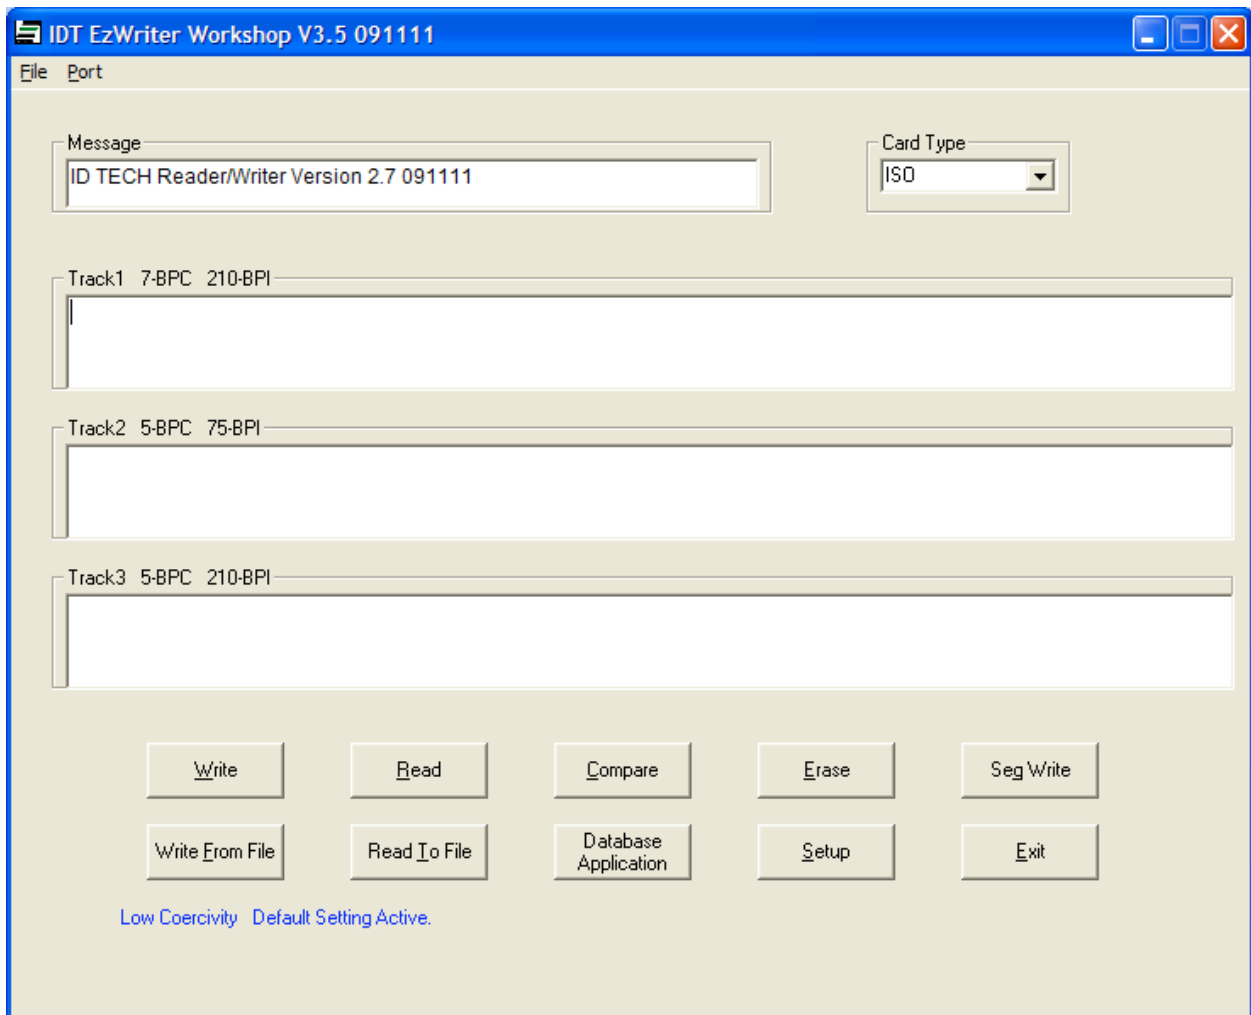 IDT EzWriter Workshop V3.5 091111
File Port
Message
ID TECH Reader/Writer Version 2.7 091111
Card Type
ISO
Track1 7-BPC 210-BPI
Track2 5-BPC 75-BPI
Track3 5-BPC 210-BPI
Write Read Compare Erase Seg Write
Write From File Read To File Database Application Setup Exit
Low Coercivity Default Setting Active.